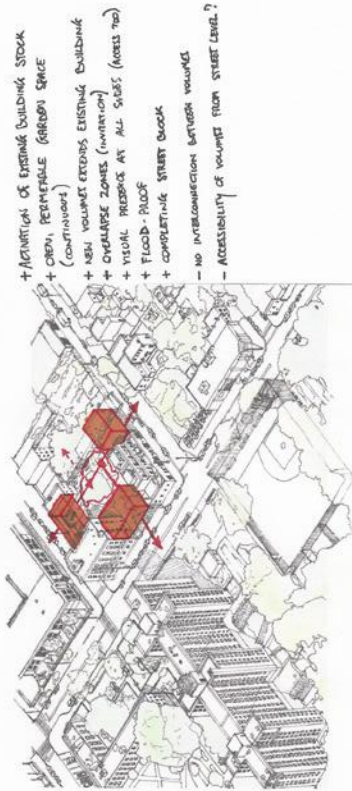 + ACTIVATION OF EXISTING BUILDING STOCK
+ OPEN, PERMEABLE GARDEN SPACE
(CONTINUOUS)
+ NEW VOLUMES EXTENDS EXISTING BUILDING
+ OVERLAPSE ZONES (INVITATION)
+ VISUAL PRESENCE AT ALL SIDES (ACCESS TOO)
+ FLOOD-PROOF
+ COMPLETING STREET BLOCK
- NO INTERCONNECTION BETWEEN VOLUMES
- ACCESSIBILITY OF VOLUMES FROM STREET LEVEL?